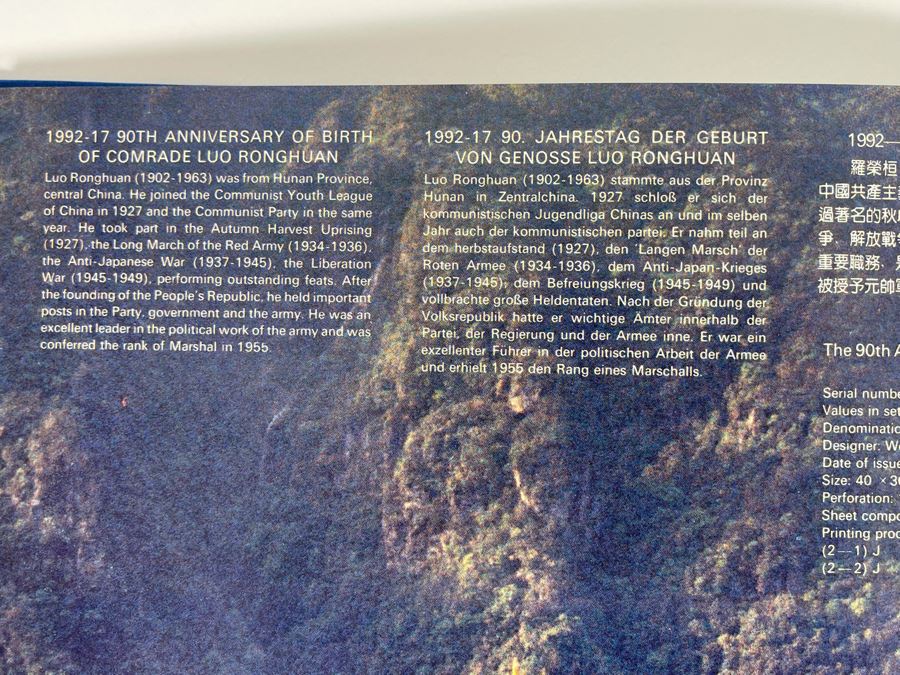 1992-17 90TH ANNIVERSARY OF BIRTH
OF COMRADE LUO RONGHUAN
Luo Ronghuan (1902-1963) was from Hunan Province,
central China. He joined the Communist Youth League
of China in 1927 and the Communist Party in the same
year. He took part in the Autumn Harvest Uprising
(1927), the Long March of the Red Army (1934-1936),
the Anti-Japanese War (1937-1945), the Liberation
War (1945-1949), performing outstanding feats. After
the founding of the People's Republic, he held important
posts in the Party, government and the army. He was an
excellent leader in the political work of the army and was
conferred the rank of Marshal in 1955.
1992-17 90. JAHRESTAG DER GEBURT
VON GENOSSE LUO RONGHUAN
Luo Ronghuan (1902-1963) stammte aus der Provinz
Hunan in Zentralchina. 1927 schloß er sich der
kommunistischen Jugendliga Chinas an und im selben
Jahr auch der kommunistischen partei. Er nahm teil an
dem herbstaufstand (1927), den 'Langen Marsch' der
Roten Armee (1934-1936), dem Anti-Japan-Krieges
(1937-1945), dem Befreiungskrieg (1945-1949) und
vollbrachte große Heldentaten. Nach der Gründung der
Volksrepublik hatte er wichtige Ämter innerhalb der
Partei, der Regierung und der Armee inne. Er war ein
exzellenter Führer in der politischen Arbeit der Armee
und erhielt 1955 den Rang eines Marschalls.
1992—
羅榮桓
中國共產主義
過著名的秋
爭、解放戰爭
重要職務,
被授予元帥
The 90th A
Serial numbe
Values in set
Denominatio
Designer: W
Date of issue
Size: 40 × 30
Perforation:
Sheet compo
Printing proc
(2—1) J
(2—2) J